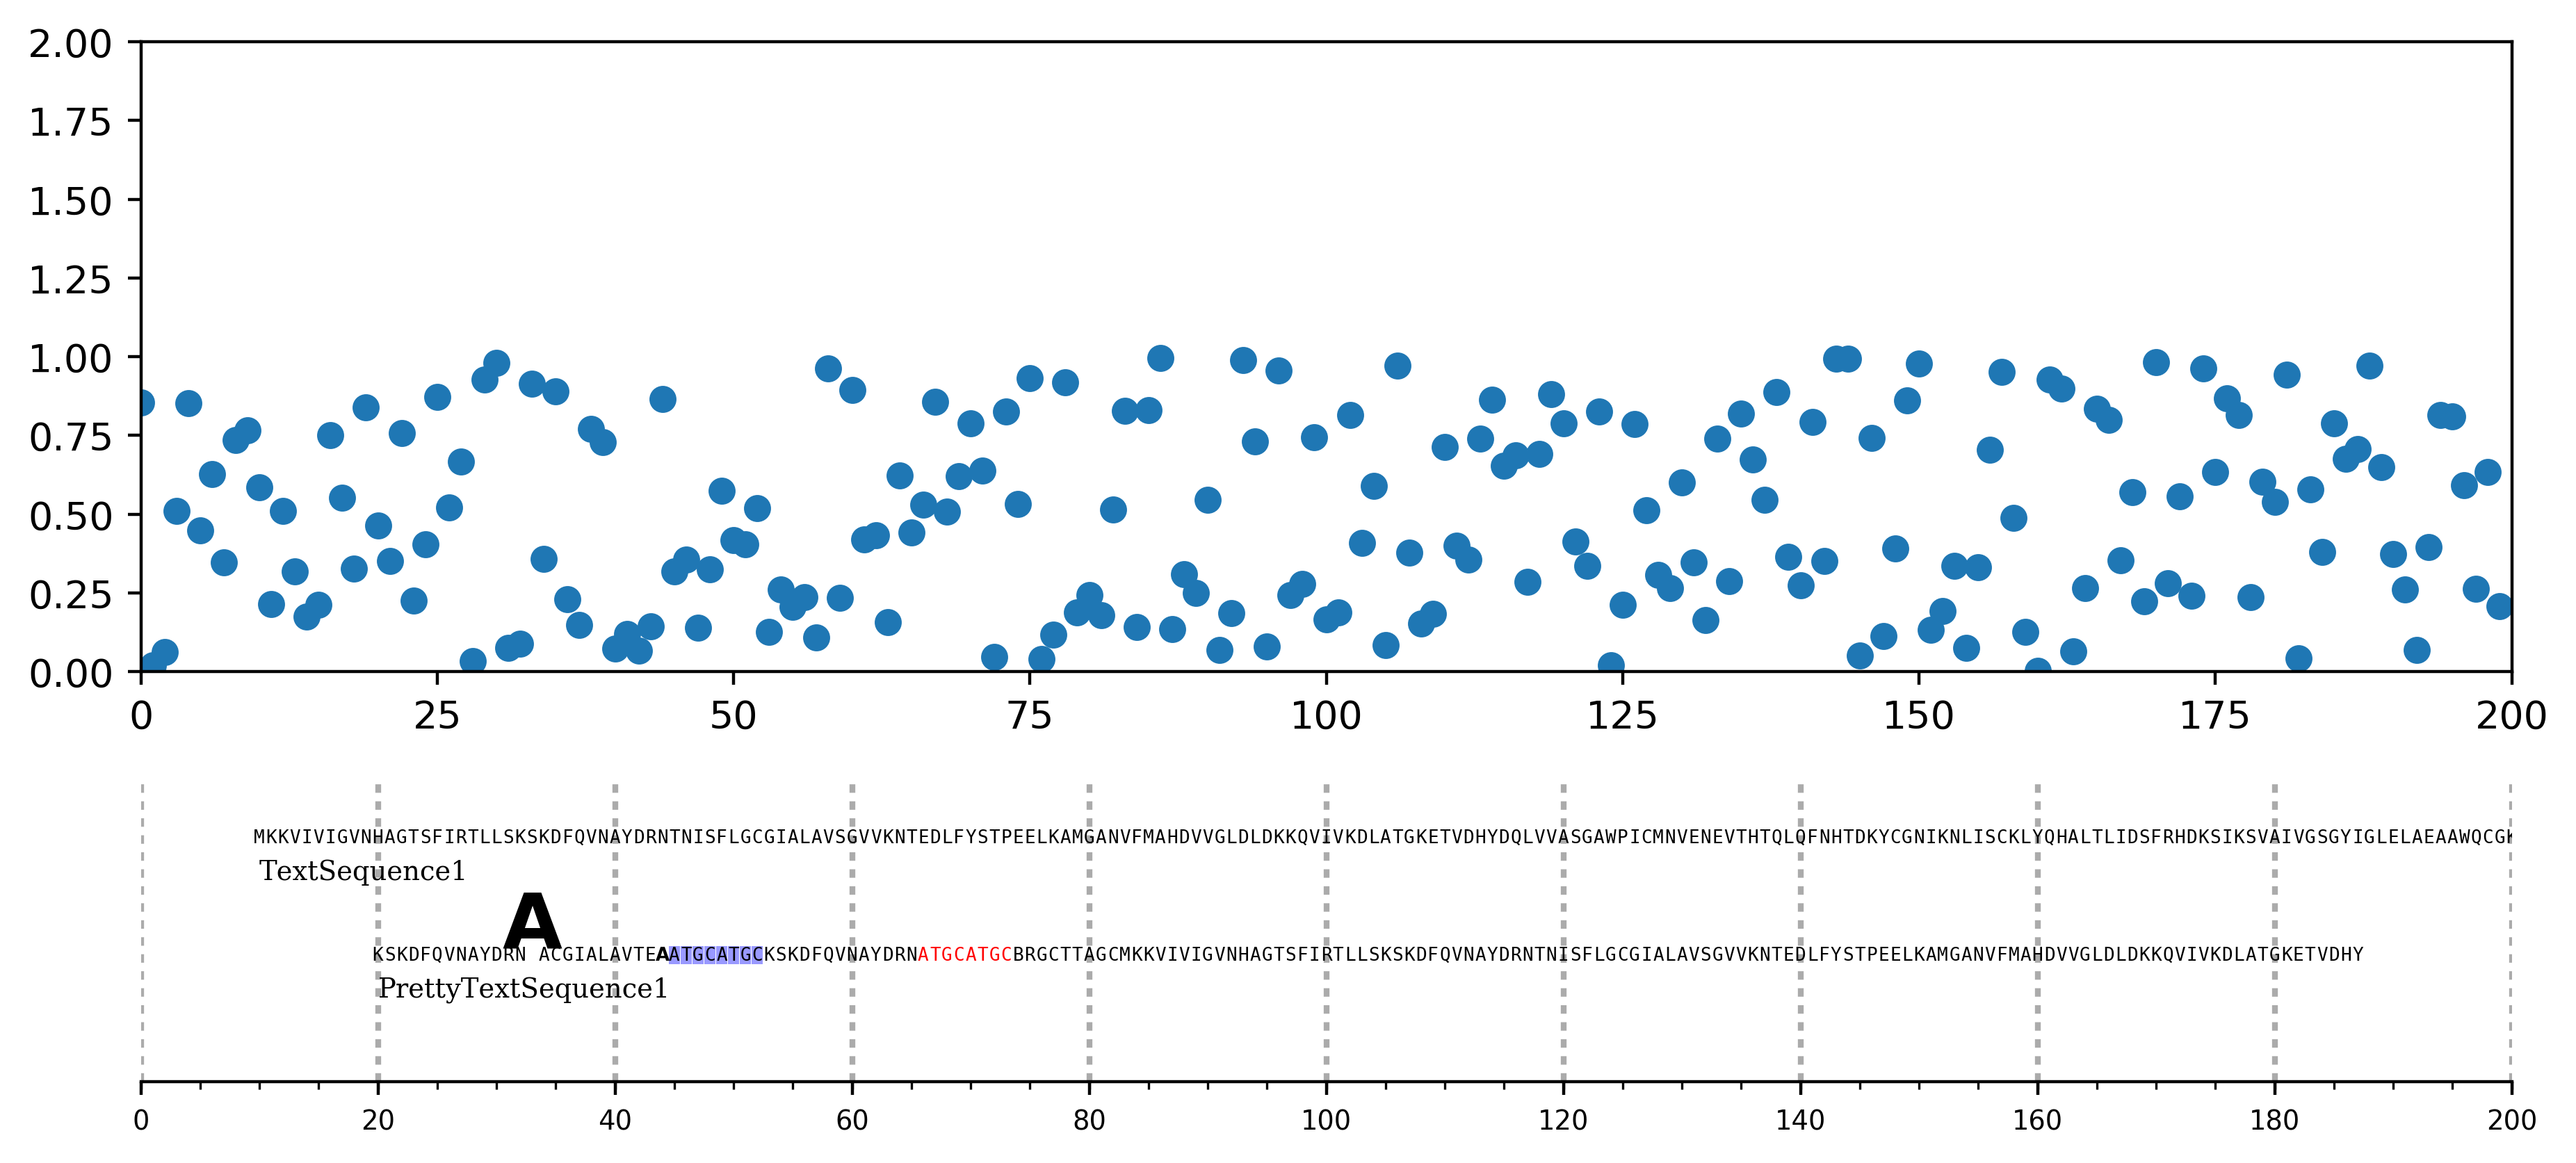 2.00
1.75
1.50
1.25
1.00
0.75
0.50
0.25
0.00
0 25 50 75 100 125 150 175 200
MKKVIVIGVNHAGTSFIRTLLSKSKDFQVNAYDRNTNISFLGCGIALAVSGVVKNTEDLFYSTPEELKAMGANVFMAHDVVGLDLDKKQVIVKDLATGKETVDHYDQLVVASGAWPICMNVENEVTHTQLQFNHTDKYCGNIKNLISCKLYQHALTLIDSFRHDKSIKSVAIVGSGYIGLELAEAAWQCGK
TextSequence1
A
KSKDFQVNAYDRN ACGIALAVTEAAATGCATGCKSKDFQVNAYDRNATGCATGCBRGCTTAGCMKKVIVIGVNHAGTSFIRTLLSKSKDFQVNAYDRNTNISFLGCGIALAVSGVVKNTEDLFYSTPEELKAMGANVFMAHDVVGLDLDKKQVIVKDLATGKETVDHY
PrettyTextSequence1
0 20 40 60 80 100 120 140 160 180 200